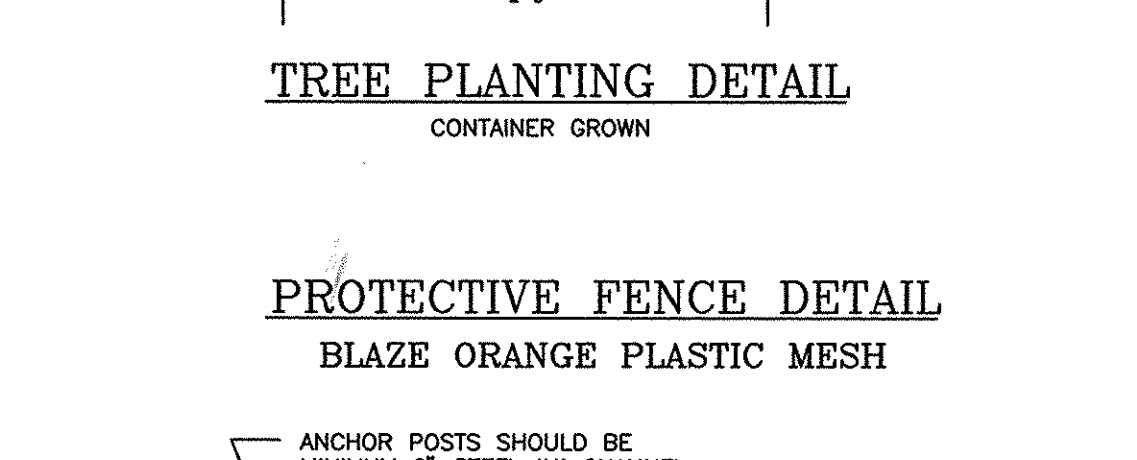 TREE PLANTING DETAIL
CONTAINER GROWN
PROTECTIVE FENCE DETAIL
BLAZE ORANGE PLASTIC MESH
ANCHOR POSTS SHOULD BE